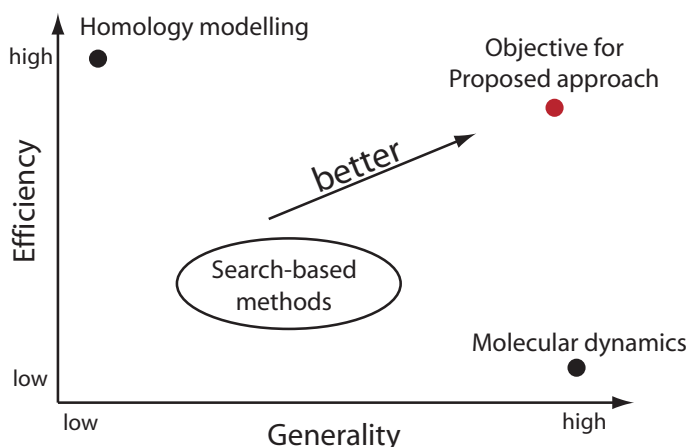 Homology modelling
high
Objective for
Proposed approach
better
Efficiency
Search-based
methods
Molecular dynamics
low
low
high
Generality